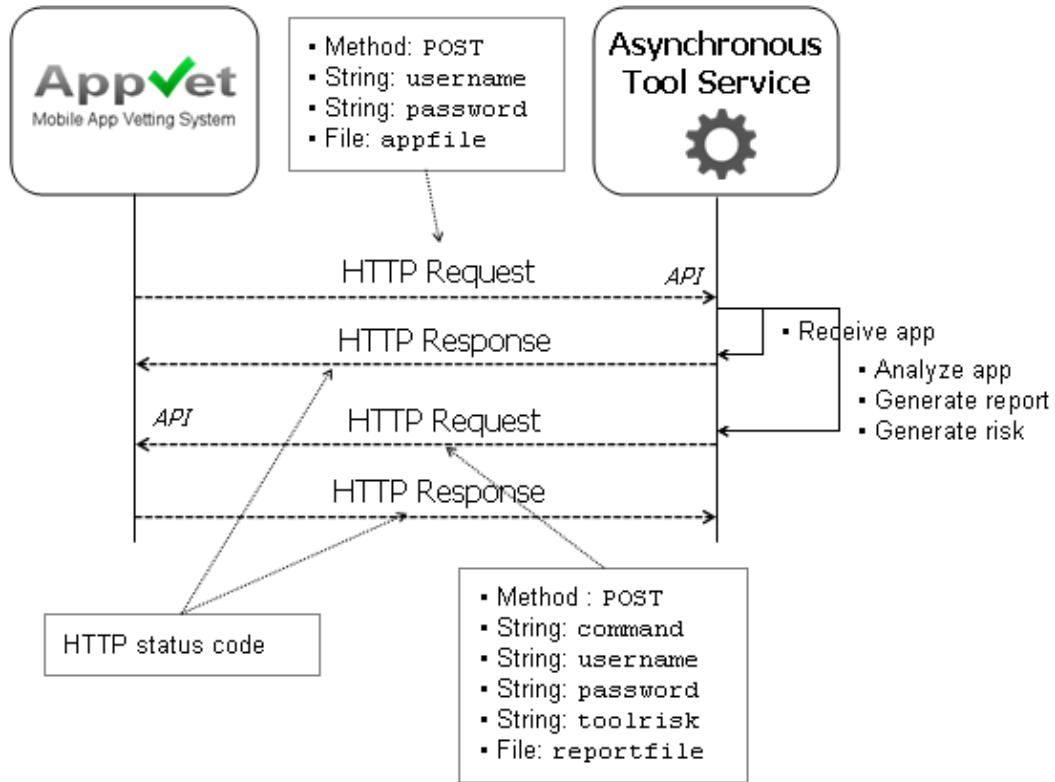 AppVet
Mobile App Vetting System
▪ Method: POST
▪ String: username
▪ String: password
▪ File: appfile
Asynchronous
Tool Service
HTTP Request
API
HTTP Response
▪ Receive app
▪ Analyze app
▪ Generate report
▪ Generate risk
API
HTTP Request
HTTP Response
HTTP status code
▪ Method : POST
▪ String: command
▪ String: username
▪ String: password
▪ String: toolrisk
▪ File: reportfile